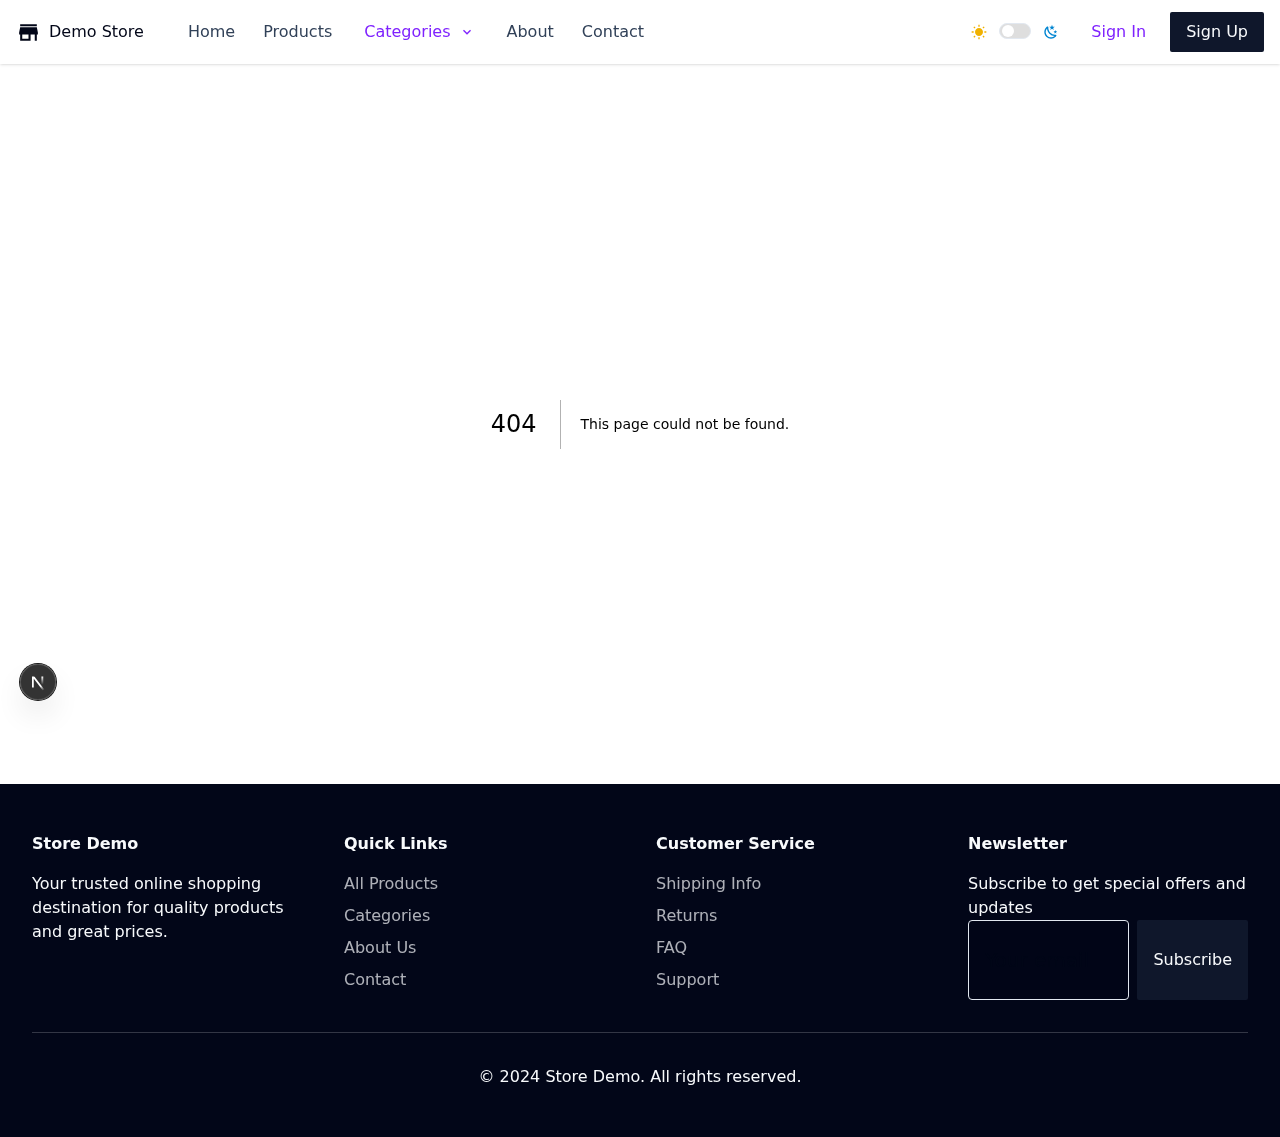 Demo Store
Home
Products
Categories
About
Contact
Sign In
Sign Up
404
This page could not be found.
N
Store Demo
Your trusted online shopping
destination for quality products
and great prices.
Quick Links
All Products
Categories
About Us
Contact
Customer Service
Shipping Info
Returns
FAQ
Support
Newsletter
Subscribe to get special offers and
updates
Subscribe
© 2024 Store Demo. All rights reserved.